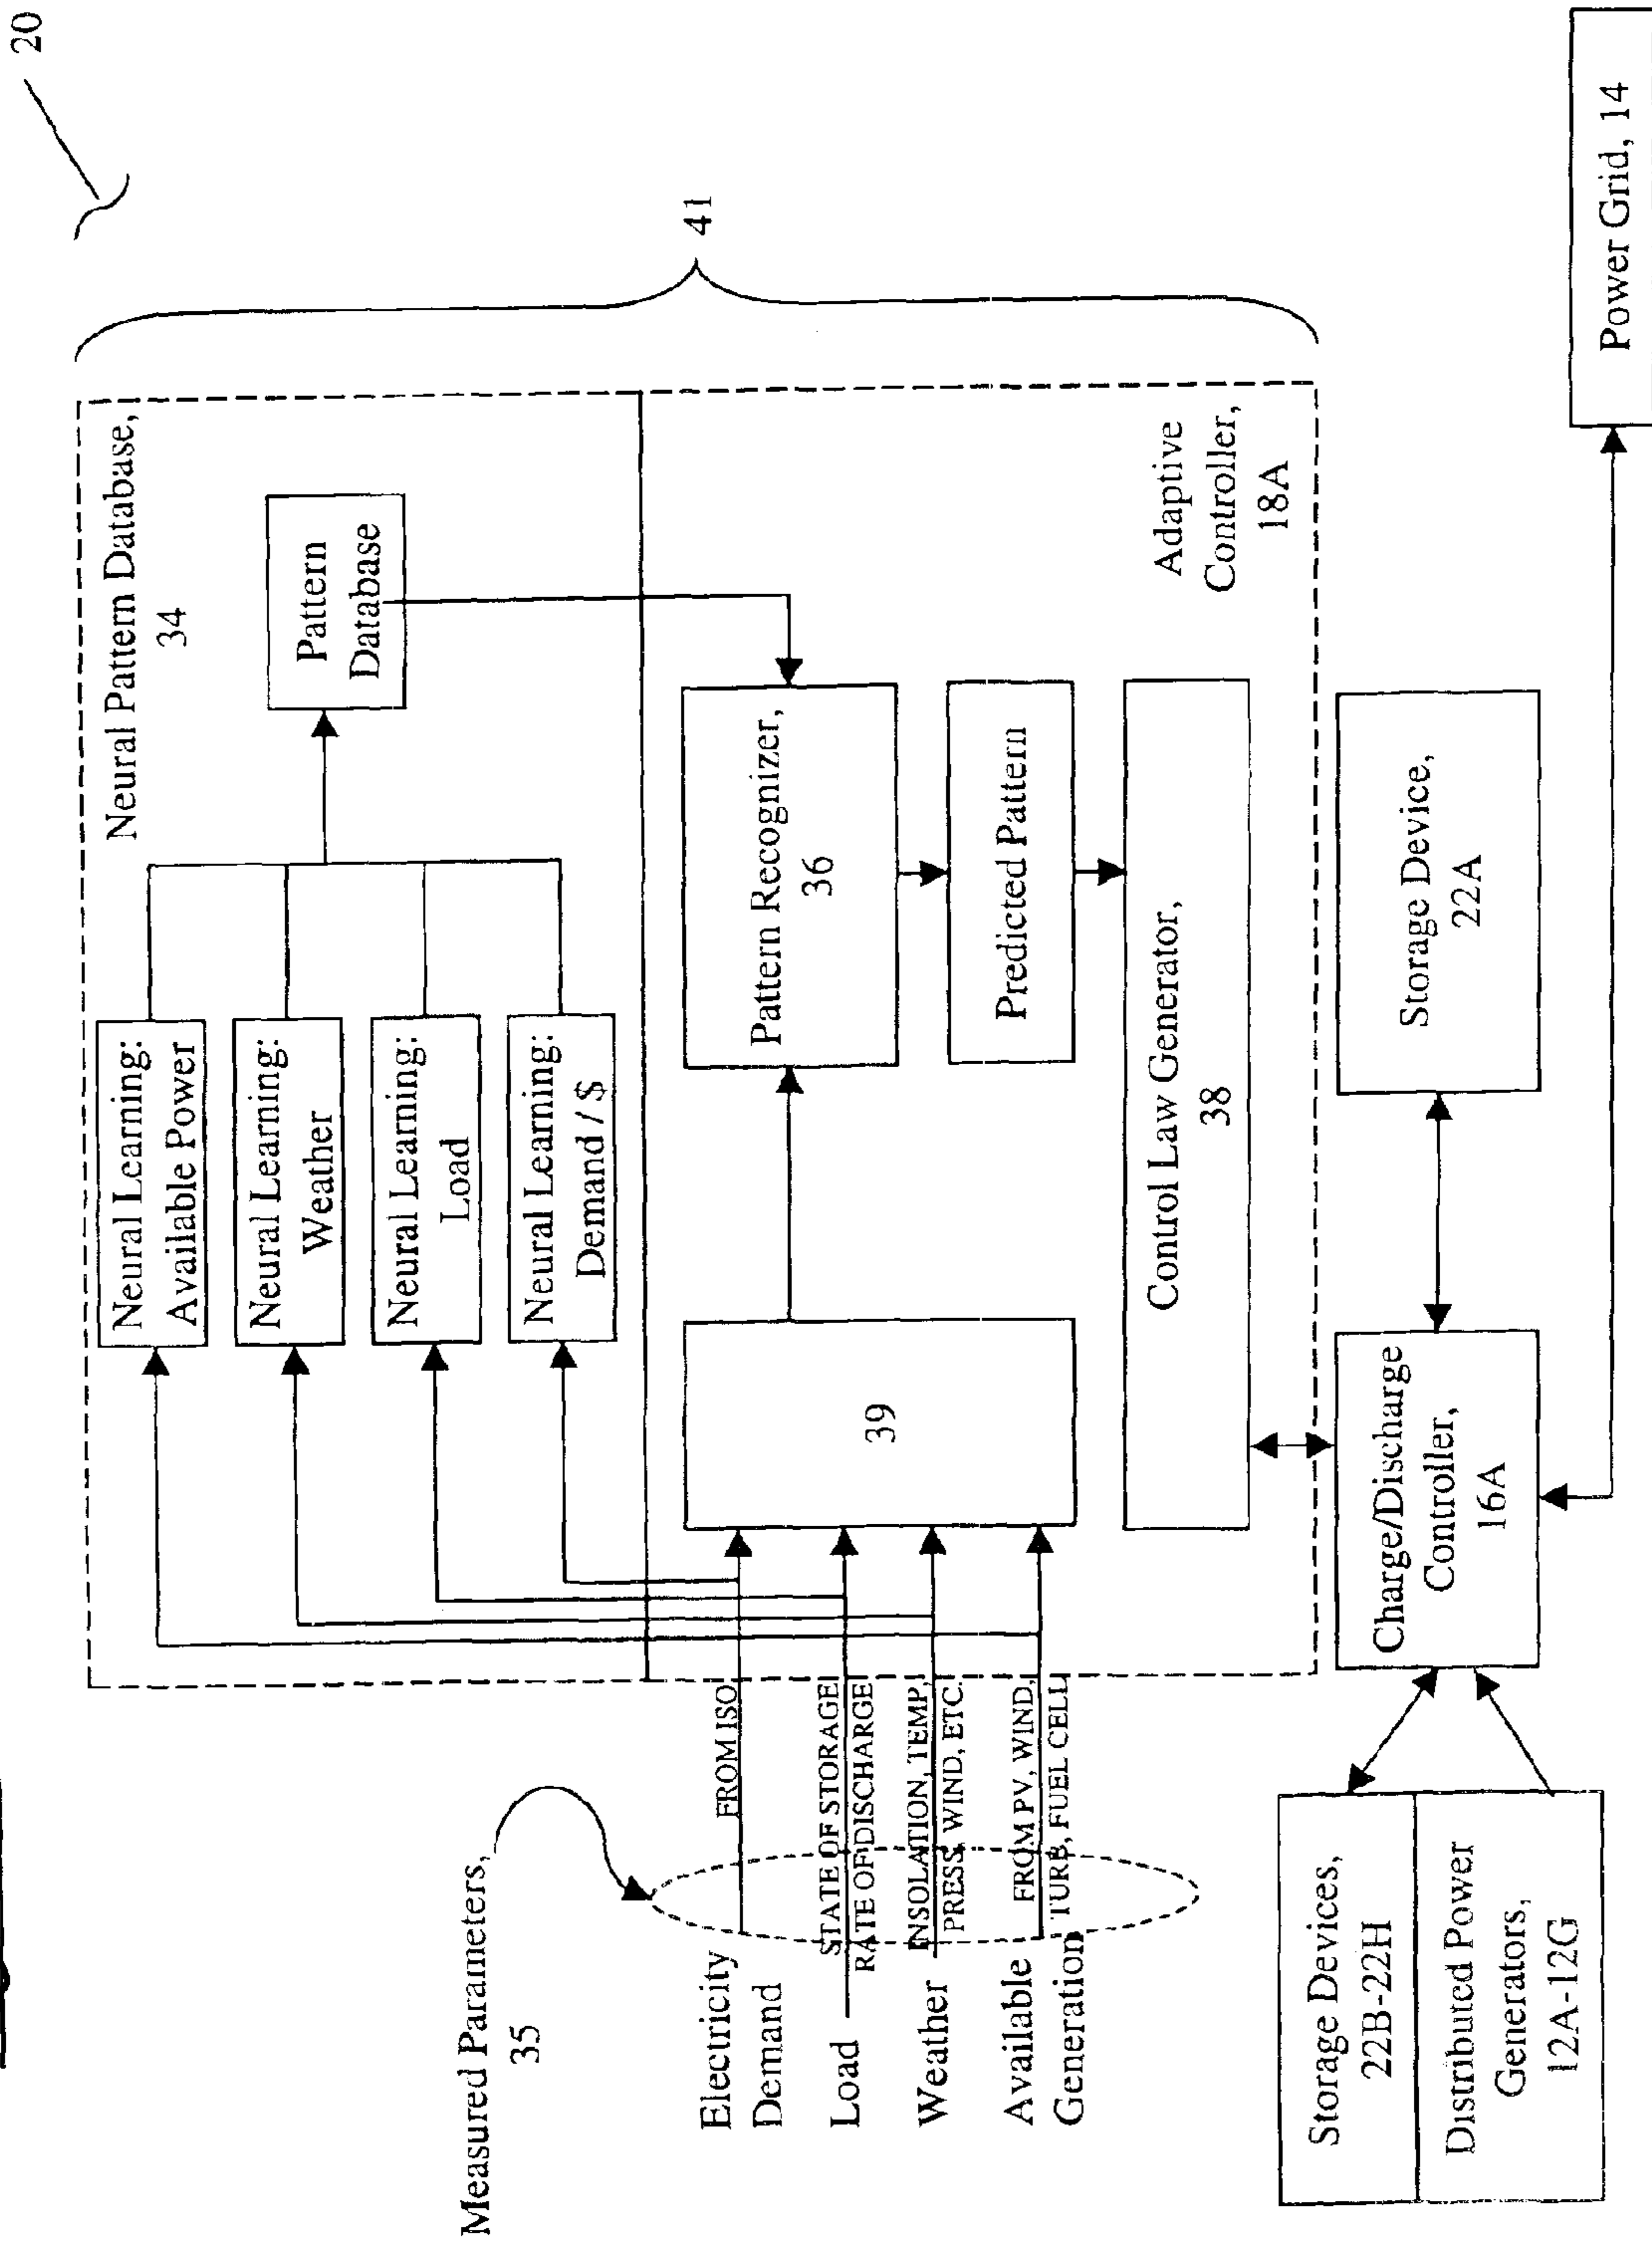 20
Neural Pattern Database,
34
Neural Learning:
Available Power
Neural Learning:
Weather
Neural Learning:
Load
Neural Learning:
Demand / $
Pattern
Database
41
Measured Parameters,
35
Electricity
Demand
FROM ISO
Load
STATE OF STORAGE
RATE OF DISCHARGE
Weather
INSOLATION, TEMP,
PRESS, WIND, ETC.
Available
Generation
FROM PV, WIND,
TURB, FUEL CELL
39
Pattern Recognizer,
36
Predicted Pattern
Control Law Generator,
38
Adaptive
Controller,
18A
Storage Devices,
22B-22H
Distributed Power
Generators,
12A-12G
Charge/Discharge
Controller,
16A
Storage Device,
22A
Power Grid, 14